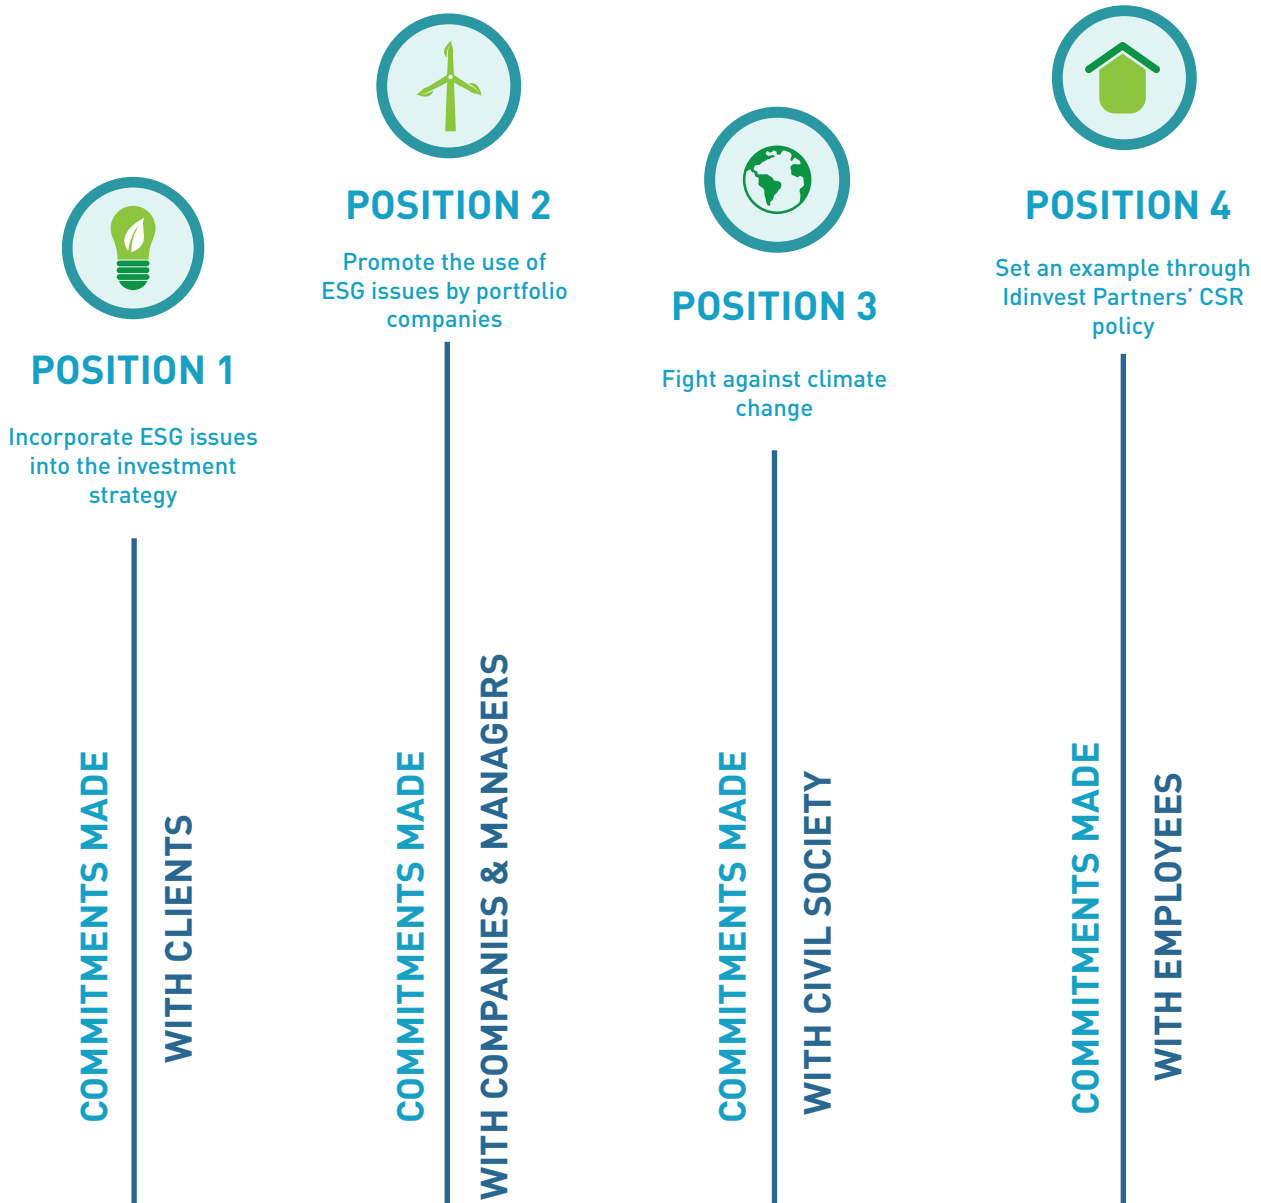 POSITION 1
Incorporate ESG issues
into the investment
strategy
COMMITMENTS MADE
WITH CLIENTS
POSITION 2
Promote the use of
ESG issues by portfolio
companies
COMMITMENTS MADE
WITH COMPANIES & MANAGERS
POSITION 3
Fight against climate
change
COMMITMENTS MADE
WITH CIVIL SOCIETY
POSITION 4
Set an example through
Idinvest Partners’ CSR
policy
COMMITMENTS MADE
WITH EMPLOYEES